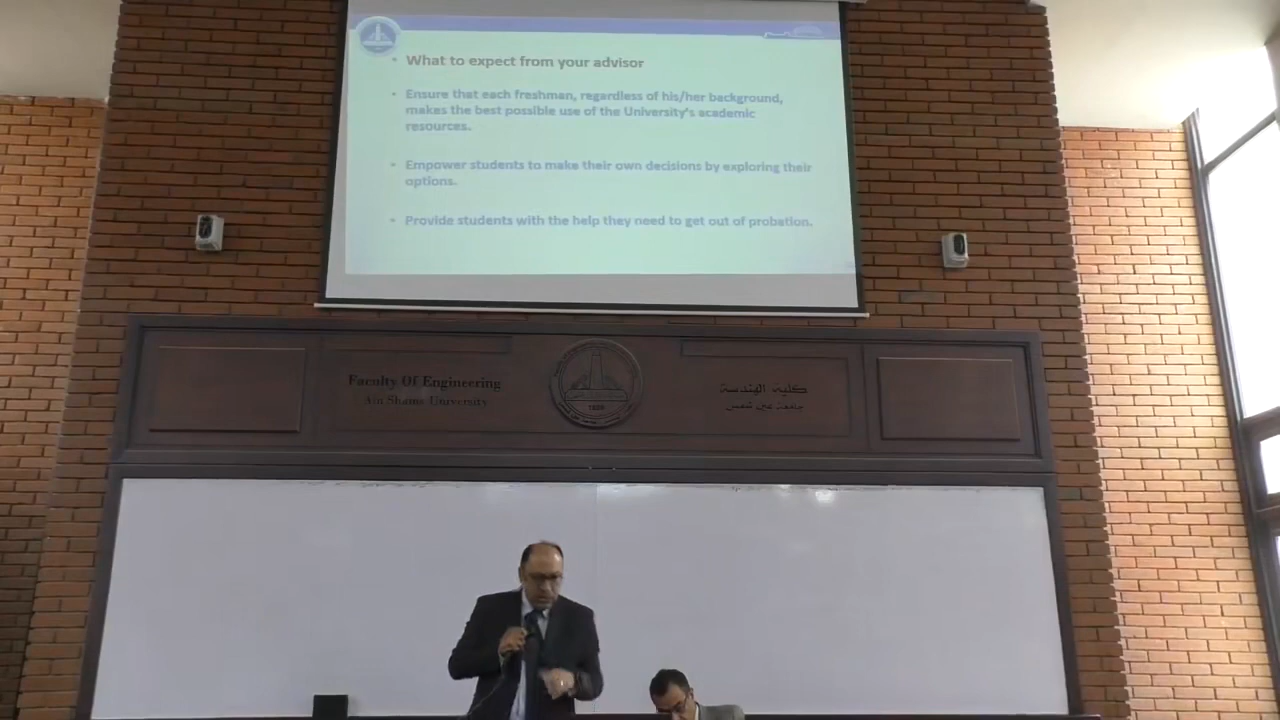 • What to expect from your advisor
• Ensure that each freshman, regardless of his/her background,
makes the best possible use of the University's academic
resources.
• Empower students to make their own decisions by exploring their
options.
• Provide students with the help they need to get out of probation.
Faculty Of Engineering
Ain Shams University
1839
كلية الهندسة
جامعة عين شمس